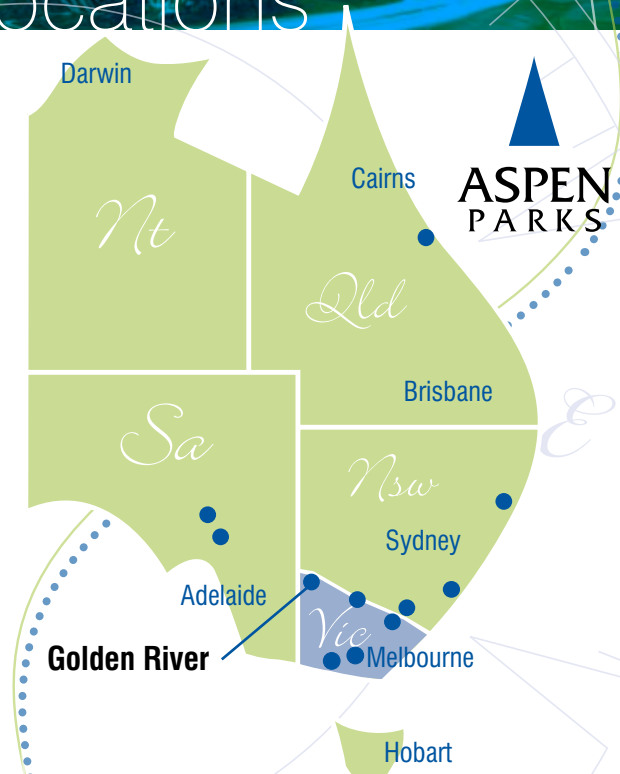 ocations
Darwin
Cairns
ASPEN
PARKS
Nt
Qld
Brisbane
E
Sa
Nsw
Sydney
Adelaide
Vic
Golden River
Melbourne
Hobart